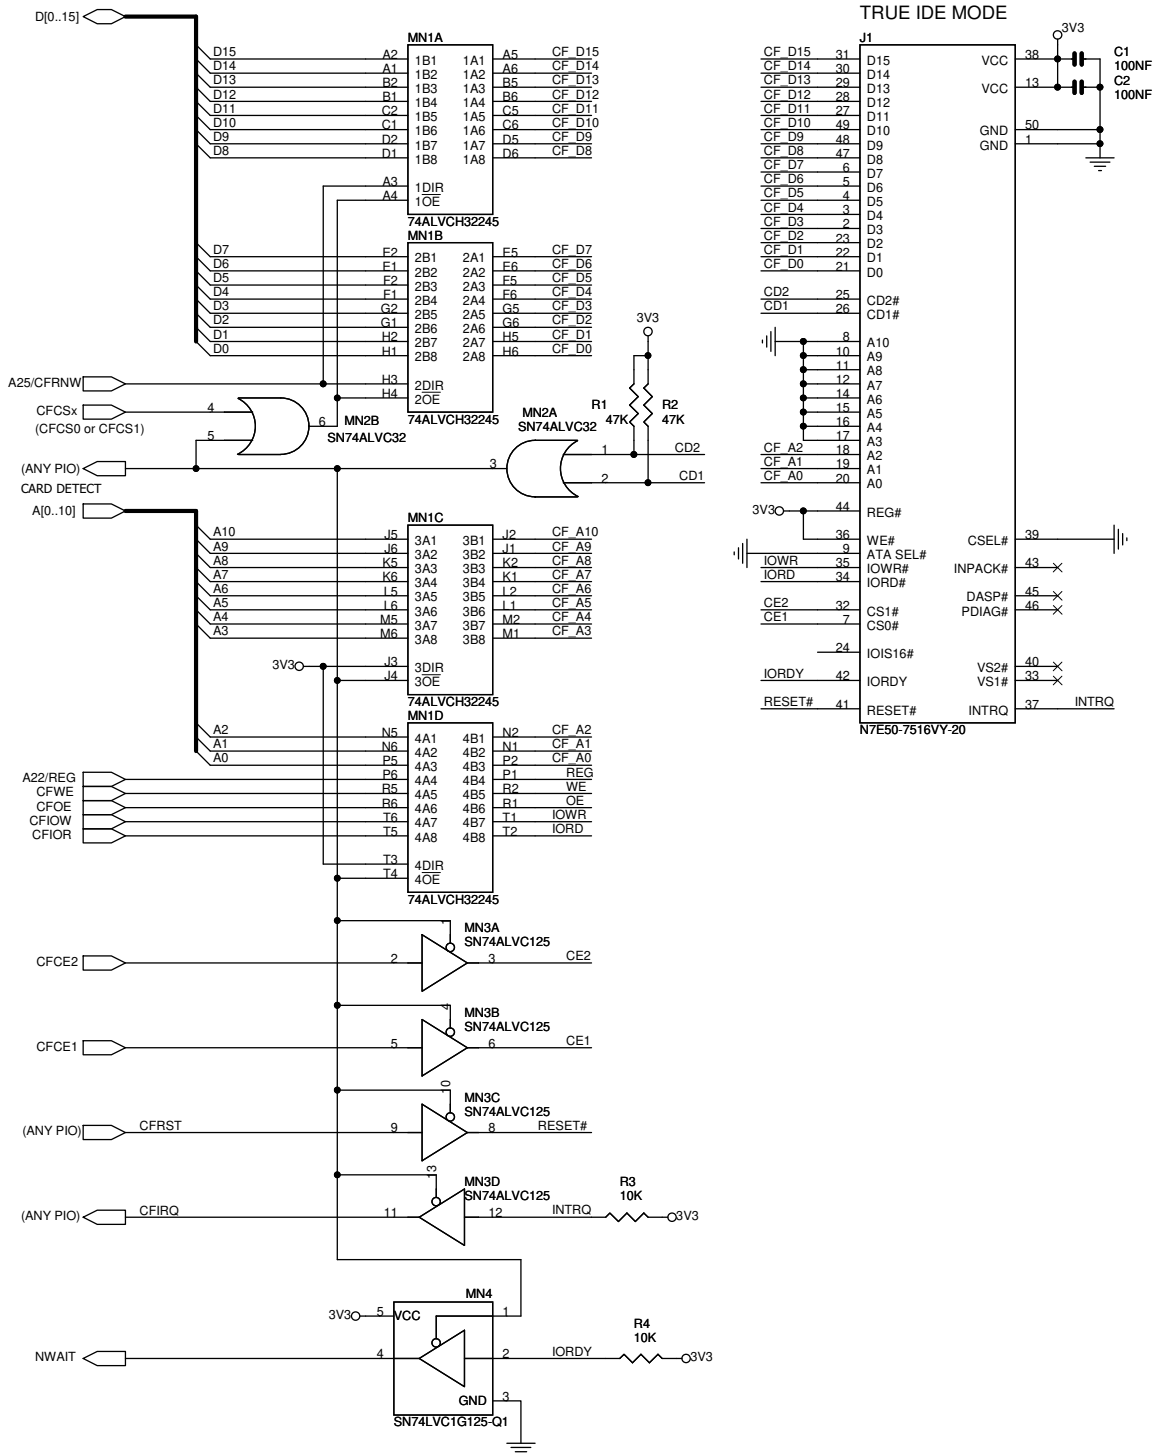 TRUE IDE MODE
D[0..15]
MN1A
D15 A2 1B1 1A1 A5 CF_D15
D14 A1 1B2 1A2 A6 CF_D14
D13 B2 1B3 1A3 B5 CF_D13
D12 B1 1B4 1A4 B6 CF_D12
D11 C2 1B5 1A5 C5 CF_D11
D10 C1 1B6 1A6 C6 CF_D10
D9 D2 1B7 1A7 D5 CF_D9
D8 D1 1B8 1A8 D6 CF_D8
A3 1DIR
A4 1OE
74ALVCH32245
MN1B
D7 E2 2B1 2A1 E5 CF_D7
D6 E1 2B2 2A2 E6 CF_D6
D5 F2 2B3 2A3 F5 CF_D5
D4 F1 2B4 2A4 F6 CF_D4
D3 G2 2B5 2A5 G5 CF_D3
D2 G1 2B6 2A6 G6 CF_D2
D1 H2 2B7 2A7 H5 CF_D1
D0 H1 2B8 2A8 H6 CF_D0
A25/CFRNW H3 2DIR
H4 2OE
74ALVCH32245
CFCSx 4
(CFCS0 or CFCS1)
5
6
MN2B
SN74ALVC32
3V3
R1
47K
R2
47K
MN2A
SN74ALVC32
1 CD2
2 CD1
3
(ANY PIO)
CARD DETECT
A[0..10]
MN1C
A10 J5 3A1 3B1 J2 CF_A10
A9 J6 3A2 3B2 J1 CF_A9
A8 K5 3A3 3B3 K2 CF_A8
A7 K6 3A4 3B4 K1 CF_A7
A6 L5 3A5 3B5 L2 CF_A6
A5 L6 3A6 3B6 L1 CF_A5
A4 M5 3A7 3B7 M2 CF_A4
A3 M6 3A8 3B8 M1 CF_A3
3V3 J3 3DIR
J4 3OE
74ALVCH32245
MN1D
A2 N5 4A1 4B1 N2 CF_A2
A1 N6 4A2 4B2 N1 CF_A1
A0 P5 4A3 4B3 P2 CF_A0
A22/REG P6 4A4 4B4 P1 REG
CFWE R5 4A5 4B5 R2 WE
CFOE R6 4A6 4B6 R1 OE
CFIOW T6 4A7 4B7 T1 IOWR
CFIOR T5 4A8 4B8 T2 IORD
T3 4DIR
T4 4OE
74ALVCH32245
1 MN3A
SN74ALVC125
CFCE2 2 3 CE2
4 MN3B
SN74ALVC125
CFCE1 5 6 CE1
10 MN3C
SN74ALVC125
(ANY PIO) CFRST 9 8 RESET#
13 MN3D
SN74ALVC125
R3
10K
(ANY PIO) CFIRQ 11 12 INTRQ 3V3
MN4
3V3 5 VCC 1
R4
10K
NWAIT 4 2 IORDY 3V3
GND 3
SN74LVC1G125-Q1
J1
3V3
C1
100NF
C2
100NF
CF_D15 31 D15 VCC 38
CF_D14 30 D14
CF_D13 29 D13 VCC 13
CF_D12 28 D12
CF_D11 27 D11
CF_D10 49 D10 GND 50
CF_D9 48 D9 GND 1
CF_D8 47 D8
CF_D7 6 D7
CF_D6 5 D6
CF_D5 4 D5
CF_D4 3 D4
CF_D3 2 D3
CF_D2 23 D2
CF_D1 22 D1
CF_D0 21 D0
CD2 25 CD2#
CD1 26 CD1#
8 A10
10 A9
11 A8
12 A7
14 A6
15 A5
16 A4
17 A3
CF_A2 18 A2
CF_A1 19 A1
CF_A0 20 A0
3V3 44 REG#
36 WE# CSEL# 39
9 ATA SEL#
IOWR 35 IOWR# INPACK# 43
IORD 34 IORD#
DASP# 45
CE2 32 CS1# PDIAG# 46
CE1 7 CS0#
24 IOIS16#
VS2# 40
IORDY 42 IORDY VS1# 33
RESET# 41 RESET# INTRQ 37 INTRQ
N7E50-7516VY-20